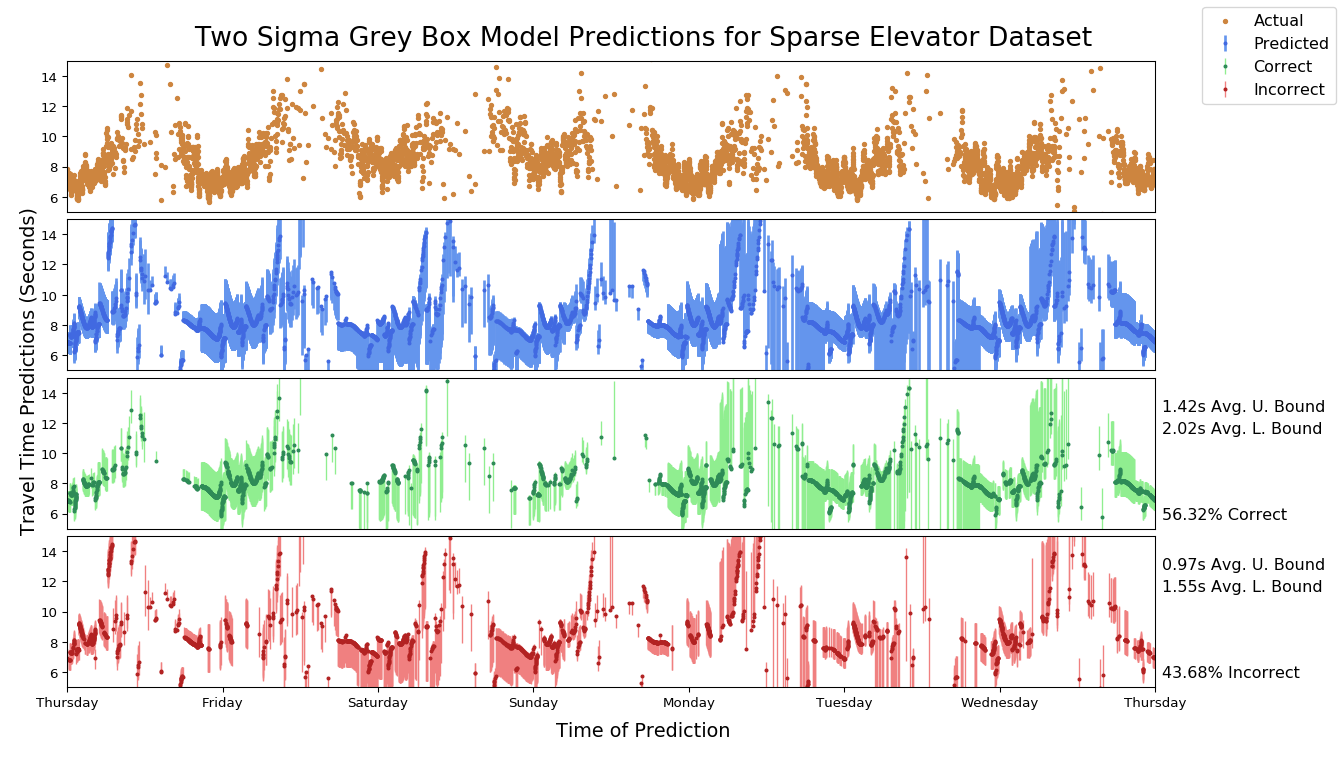 Two Sigma Grey Box Model Predictions for Sparse Elevator Dataset
Actual
Predicted
Correct
Incorrect
Travel Time Predictions (Seconds)
14
12
10
8
6
14
12
10
8
6
14
12
10
8
6
1.42s Avg. U. Bound
2.02s Avg. L. Bound
56.32% Correct
14
12
10
8
6
0.97s Avg. U. Bound
1.55s Avg. L. Bound
43.68% Incorrect
Thursday Friday Saturday Sunday Monday Tuesday Wednesday Thursday
Time of Prediction